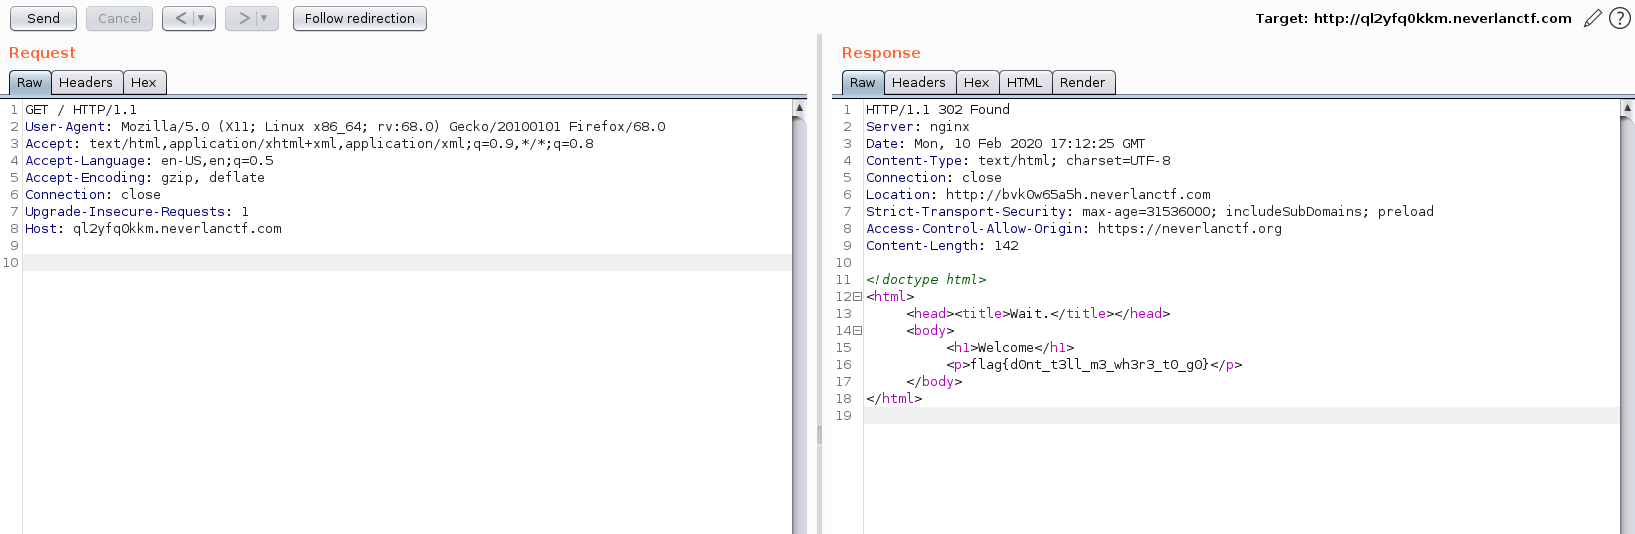 Send Cancel < > Follow redirection Target: http://ql2yfq0kkm.neverlanctf.com ?
Request
Raw Headers Hex
1 GET / HTTP/1.1
2 User-Agent: Mozilla/5.0 (X11; Linux x86_64; rv:68.0) Gecko/20100101 Firefox/68.0
3 Accept: text/html,application/xhtml+xml,application/xml;q=0.9,*/*;q=0.8
4 Accept-Language: en-US,en;q=0.5
5 Accept-Encoding: gzip, deflate
6 Connection: close
7 Upgrade-Insecure-Requests: 1
8 Host: ql2yfq0kkm.neverlanctf.com
9
10
Response
Raw Headers Hex HTML Render
1 HTTP/1.1 302 Found
2 Server: nginx
3 Date: Mon, 10 Feb 2020 17:12:25 GMT
4 Content-Type: text/html; charset=UTF-8
5 Connection: close
6 Location: http://bvk0w65a5h.neverlanctf.com
7 Strict-Transport-Security: max-age=31536000; includeSubDomains; preload
8 Access-Control-Allow-Origin: https://neverlanctf.org
9 Content-Length: 142
10
11 <!doctype html>
12 <html>
13 <head><title>Wait.</title></head>
14 <body>
15 <h1>Welcome</h1>
16 <p>flag{d0nt_t3ll_m3_wh3r3_t0_g0}</p>
17 </body>
18 </html>
19